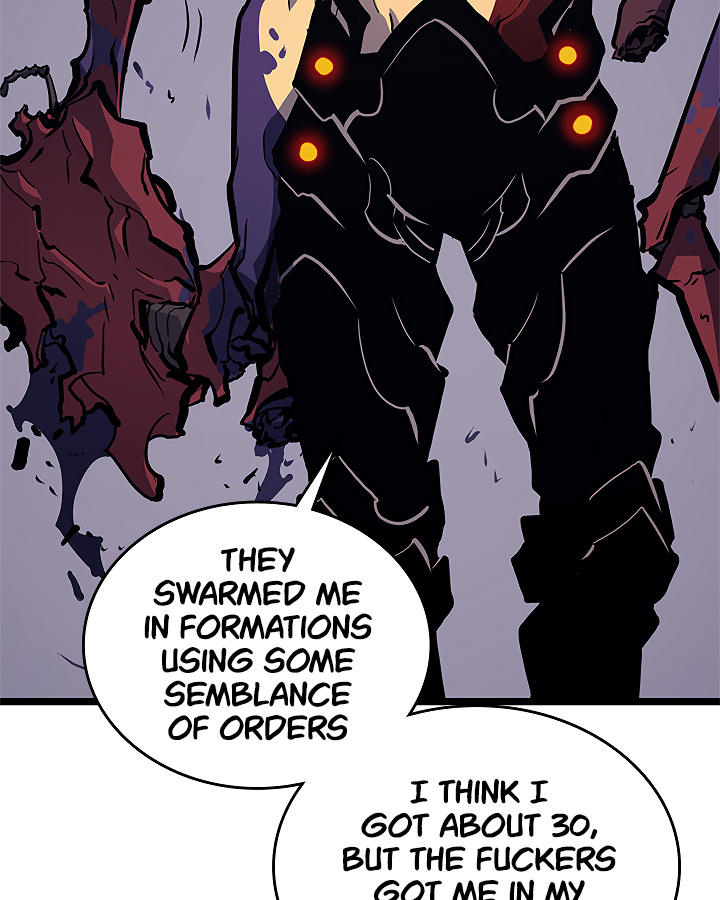 THEY
SWARMED ME
IN FORMATIONS
USING SOME
SEMBLANCE
OF ORDERS
I THINK I
GOT ABOUT 30,
BUT THE FUCKERS
GOT ME IN MY